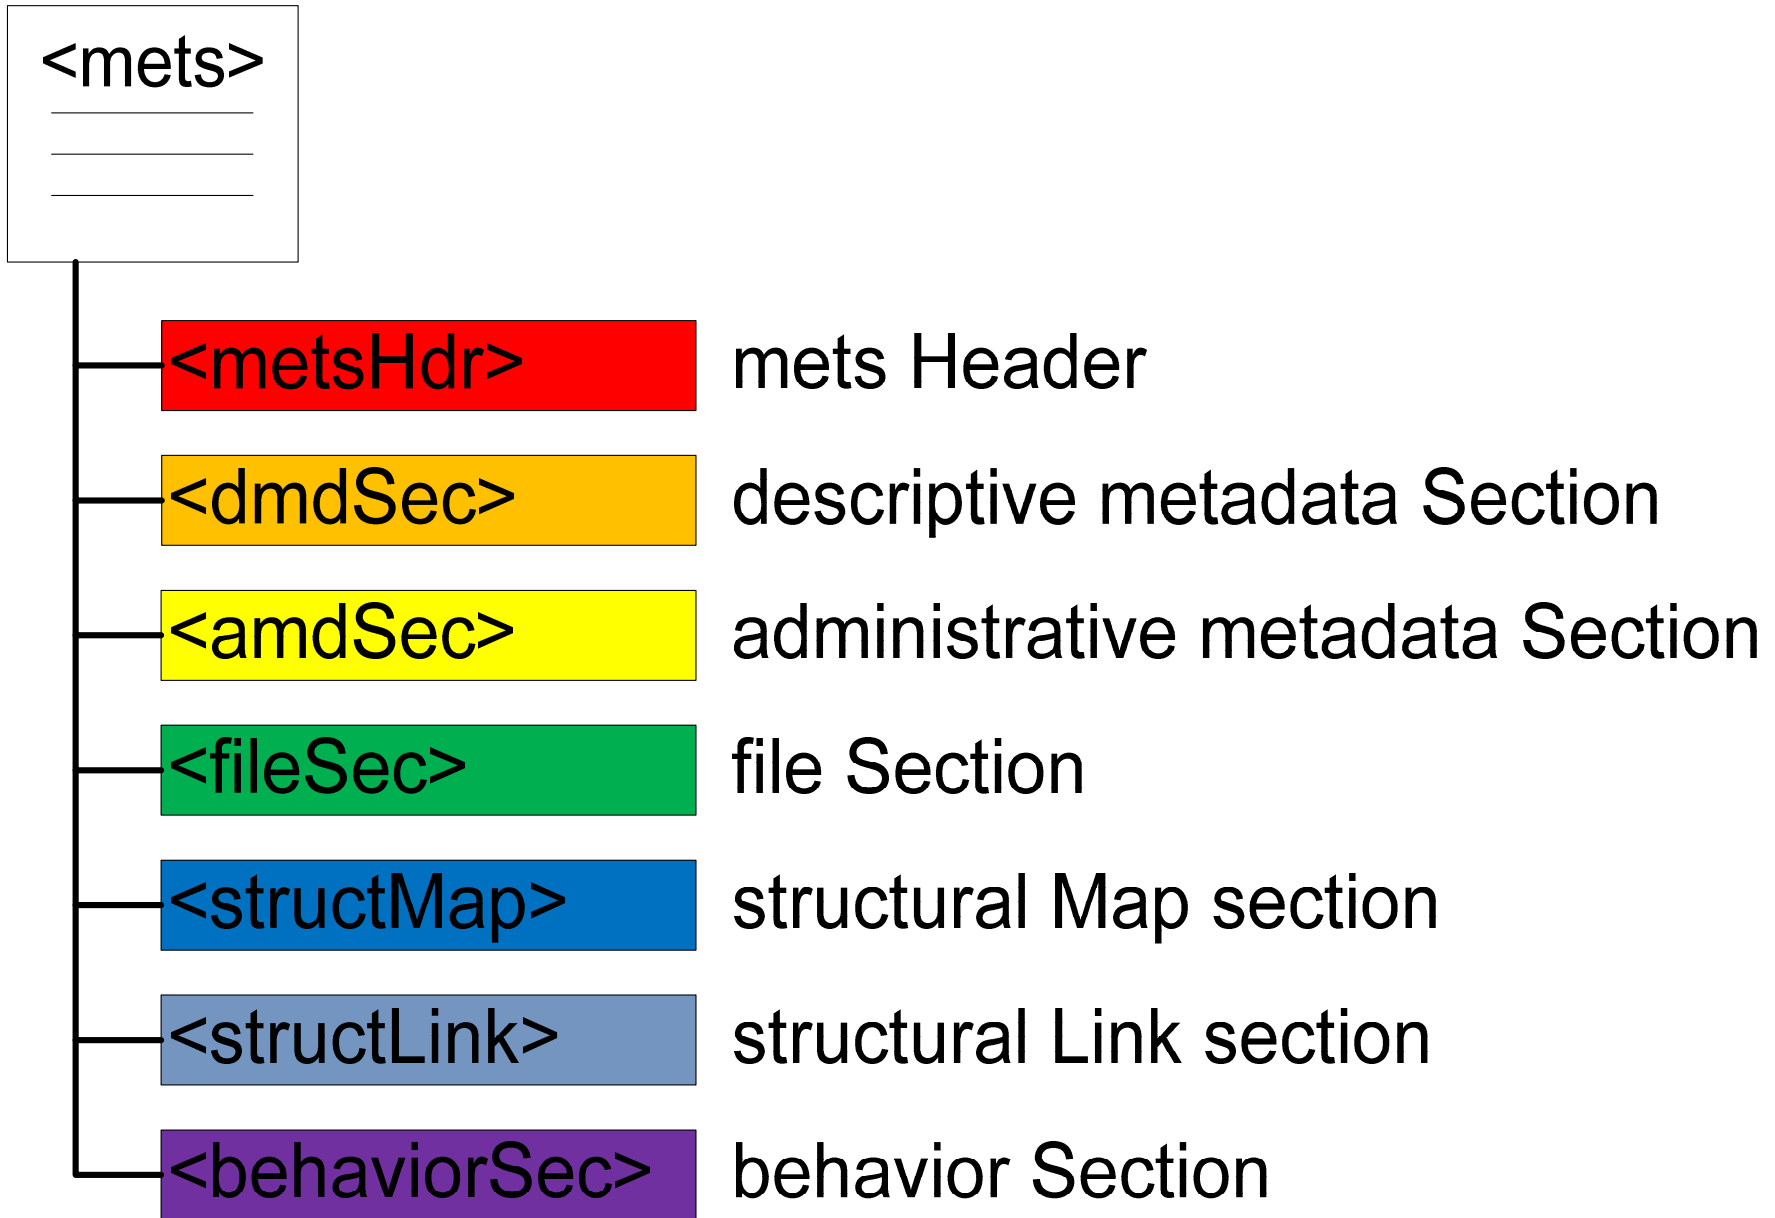 <mets>
<metsHdr> mets Header
<dmdSec> descriptive metadata Section
<amdSec> administrative metadata Section
<fileSec> file Section
<structMap> structural Map section
<structLink> structural Link section
<behaviorSec> behavior Section